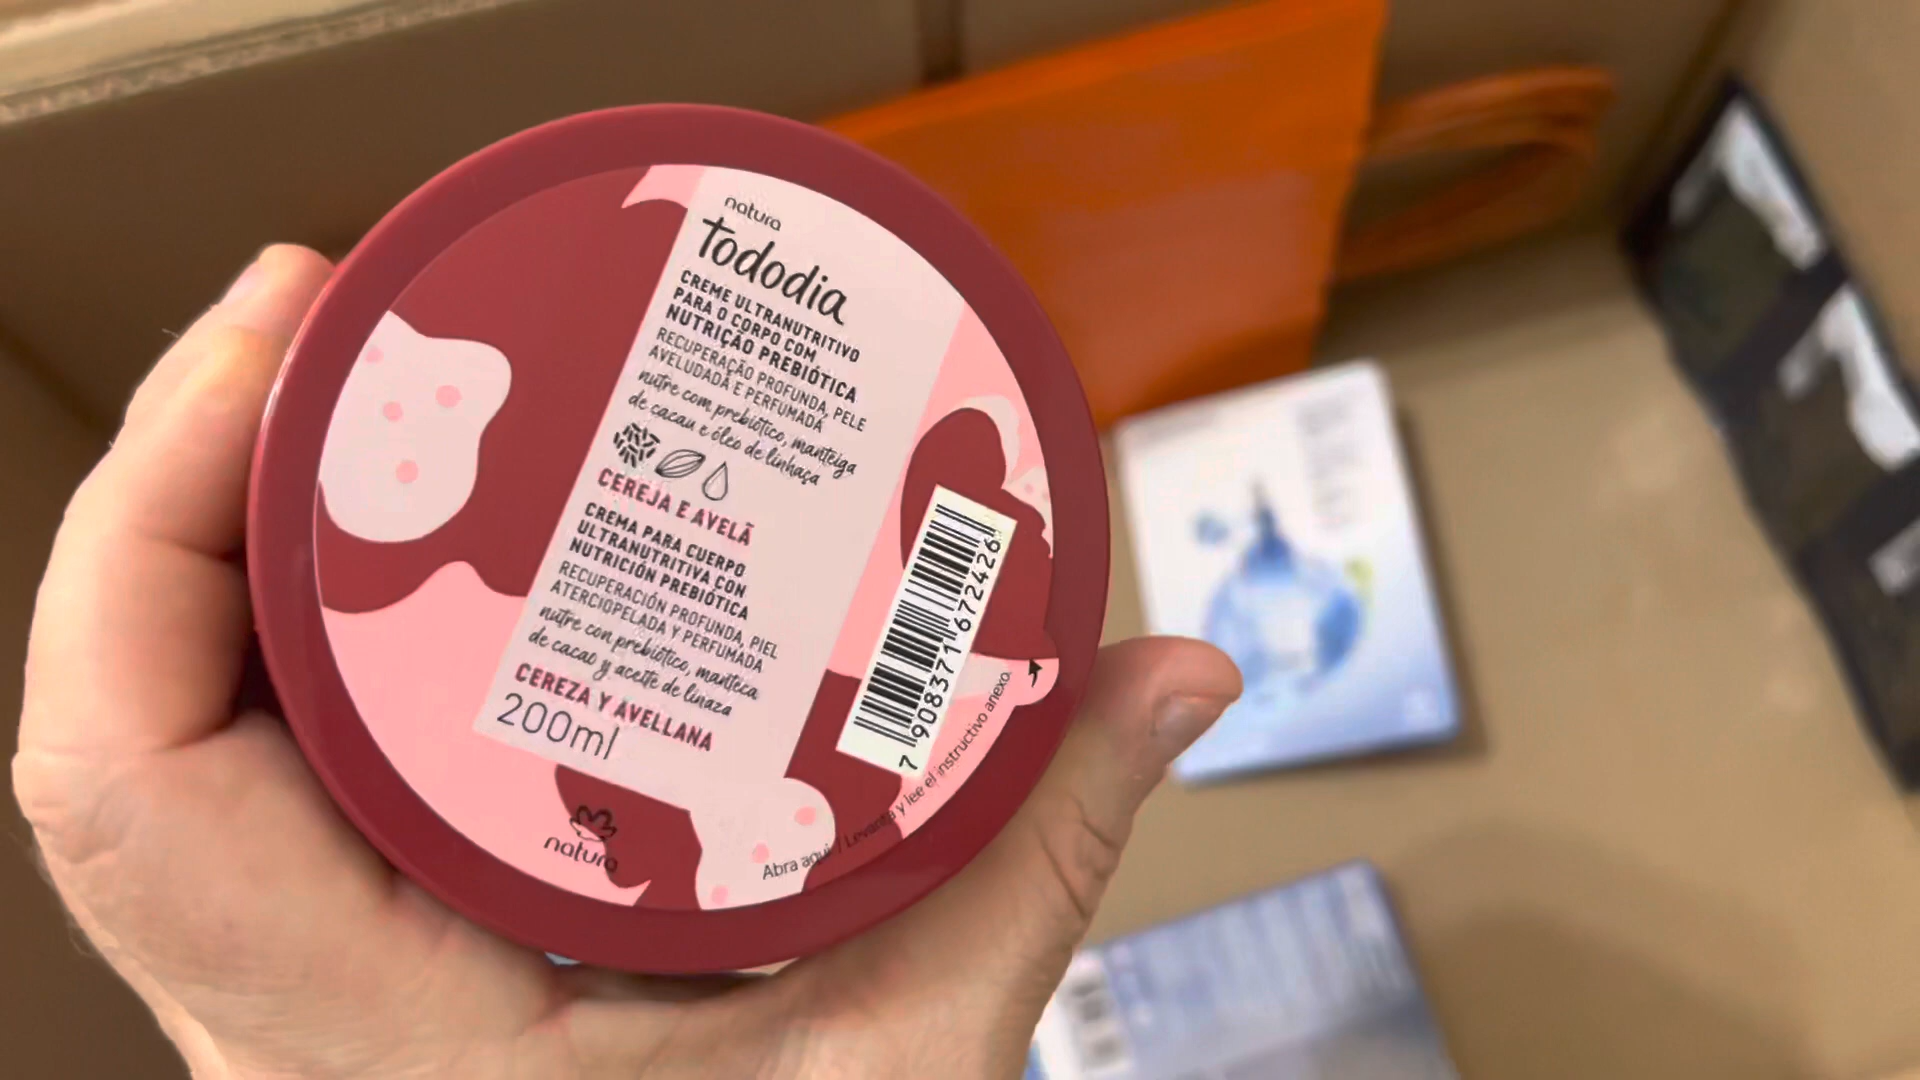 natura
tododia
CREME ULTRANUTRITIVO
PARA O CORPO COM
NUTRIÇÃO PREBIÓTICA
RECUPERAÇÃO PROFUNDA, PELE
AVELUDADA E PERFUMADA
nutre com prebiótico, manteiga
de cacau e óleo de linhaça
CEREJA E AVELÃ
CREMA PARA CUERPO
ULTRANUTRITIVA CON
NUTRICIÓN PREBIÓTICA
RECUPERACIÓN PROFUNDA, PIEL
ATERCIOPELADA Y PERFUMADA
nutre con prebiótico, manteca
de cacao y aceite de linaza
CEREZA Y AVELLANA
200ml
7 908371 672426
natura
Abra aqui / Levanta y lee el instructivo anexo.